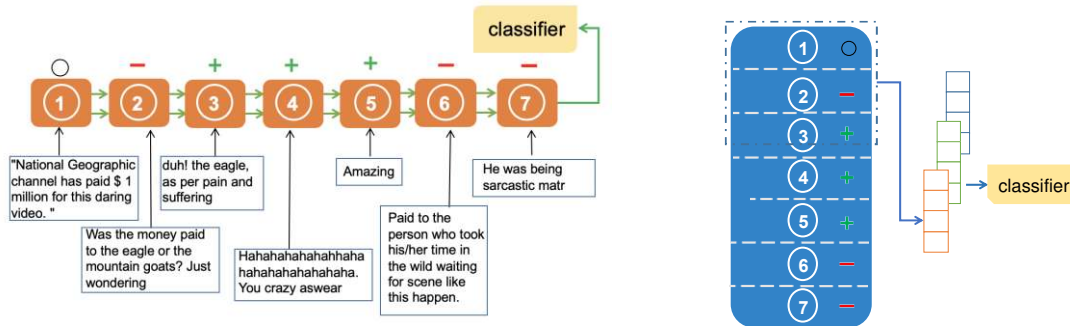 classifier
○ − + + + − −
1 2 3 4 5 6 7
"National Geographic
channel has paid $ 1
million for this daring
video. "
Was the money paid
to the eagle or the
mountain goats? Just
wondering
duh! the eagle,
as per pain and
suffering
Hahahahahahahhaha
hahahahahahahaha.
You crazy aswear
Amazing
Paid to the
person who took
his/her time in
the wild waiting
for scene like
this happen.
He was being
sarcastic matr
1 ○
2 −
3 +
4 +
5 +
6 −
7 −
classifier